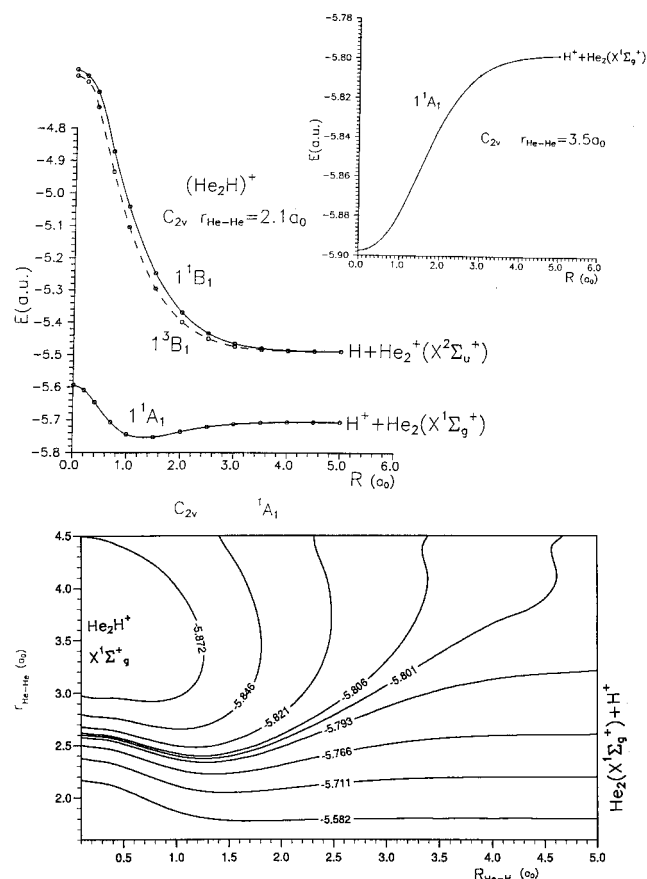 -4.8
-5.0
-5.1
-5.2
-5.3
-5.4
-5.5
-5.6
-5.7
-5.8
E(a.u.)
0.0 1.0 2.0 3.0 4.0 5.0 6.0
R (a₀)
(He₂H)⁺
C₂ᵥ r_He-He=2.1a₀
1¹B₁
1³B₁
H+He₂⁺(X²Σᵤ⁺)
1¹A₁
H⁺+He₂(X¹Σg⁺)
-5.78
-5.80
-5.82
-5.84
-5.86
-5.88
-5.90
E(a.u.)
0.0 1.0 2.0 3.0 4.0 5.0 6.0
R (a₀)
H⁺+He₂(X¹Σg⁺)
1¹A₁
C₂ᵥ r_He-He=3.5a₀
C₂ᵥ ¹A₁
4.5
4.0
3.5
3.0
2.5
2.0
r_He-He (a₀)
He₂H⁺
X¹Σ⁺g
-5.872
-5.846
-5.821
-5.806
-5.801
-5.793
-5.766
-5.711
-5.582
0.5 1.0 1.5 2.0 2.5 3.0 3.5 4.0 4.5 5.0
R_He-H (a₀)
He₂(X¹Σg⁺)+H⁺